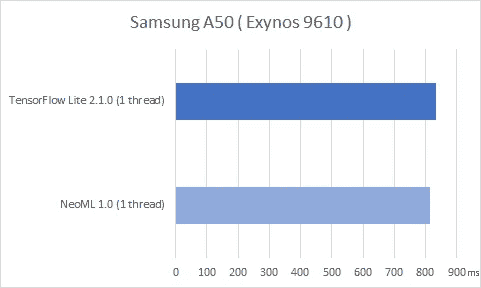 Samsung A50 ( Exynos 9610 )
TensorFlow Lite 2.1.0 (1 thread)
NeoML 1.0 (1 thread)
0 100 200 300 400 500 600 700 800 900 ms